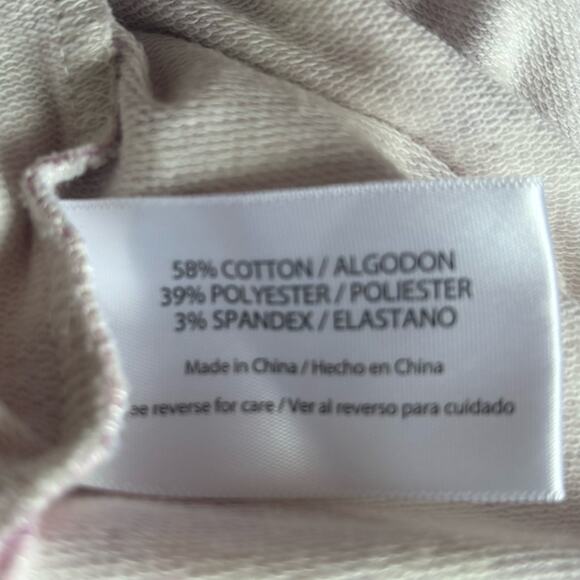 58% COTTON / ALGODON
39% POLYESTER / POLIESTER
3% SPANDEX / ELASTANO
Made in China / Hecho en China
reverse for care / Ver al reverso para cuidado